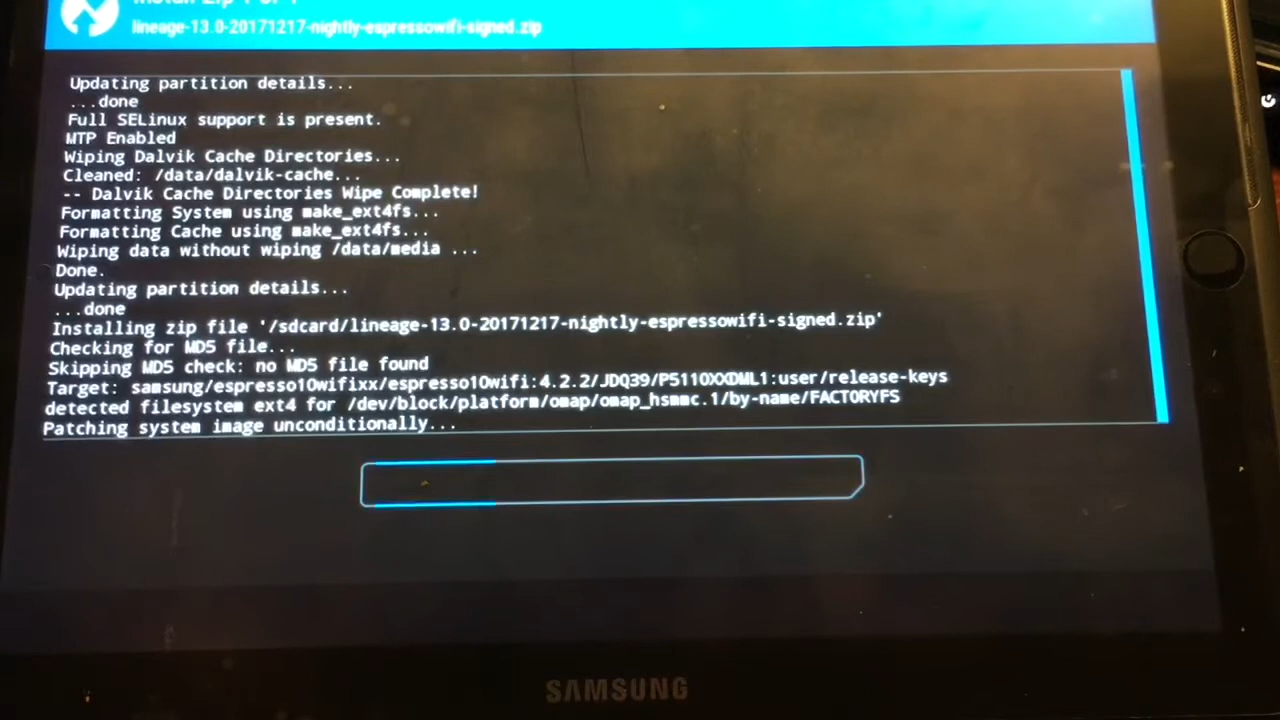 Install Zip 1 of 1
lineage-13.0-20171217-nightly-espressowifi-signed.zip
Updating partition details...
...done
Full SELinux support is present.
MTP Enabled
Wiping Dalvik Cache Directories...
Cleaned: /data/dalvik-cache...
-- Dalvik Cache Directories Wipe Complete!
Formatting System using make_ext4fs...
Formatting Cache using make_ext4fs...
Wiping data without wiping /data/media ...
Done.
Updating partition details...
...done
Installing zip file '/sdcard/lineage-13.0-20171217-nightly-espressowifi-signed.zip'
Checking for MD5 file...
Skipping MD5 check: no MD5 file found
Target: samsung/espresso10wifixx/espresso10wifi:4.2.2/JDQ39/P5110XXDML1:user/release-keys
detected filesystem ext4 for /dev/block/platform/omap/omap_hsmmc.1/by-name/FACTORYFS
Patching system image unconditionally...
SAMSUNG